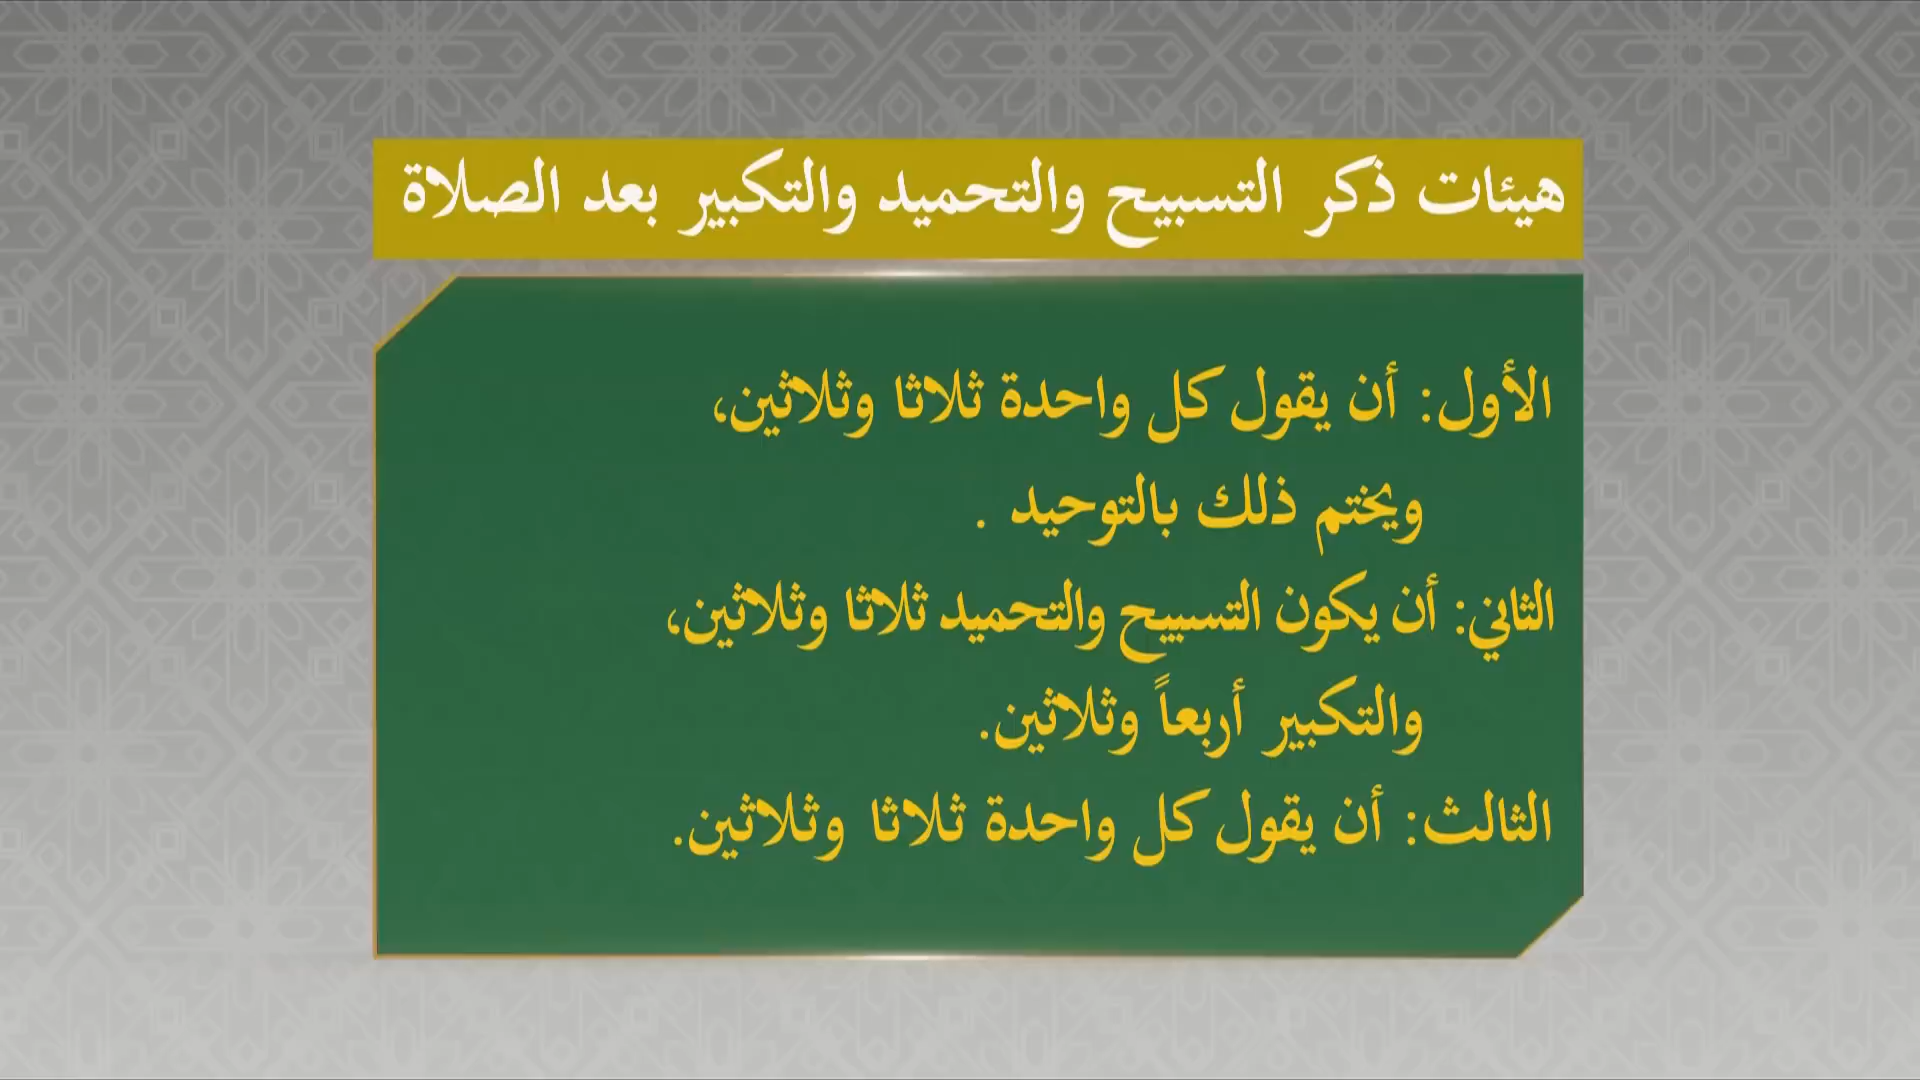 هيئات ذكر التسبيح والتحميد والتكبير بعد الصلاة
الأول: أن يقول كل واحدة ثلاثا وثلاثين،
ويختم ذلك بالتوحيد .
الثاني: أن يكون التسبيح والتحميد ثلاثا وثلاثين،
والتكبير أربعاً وثلاثين.
الثالث: أن يقول كل واحدة ثلاثا وثلاثين.